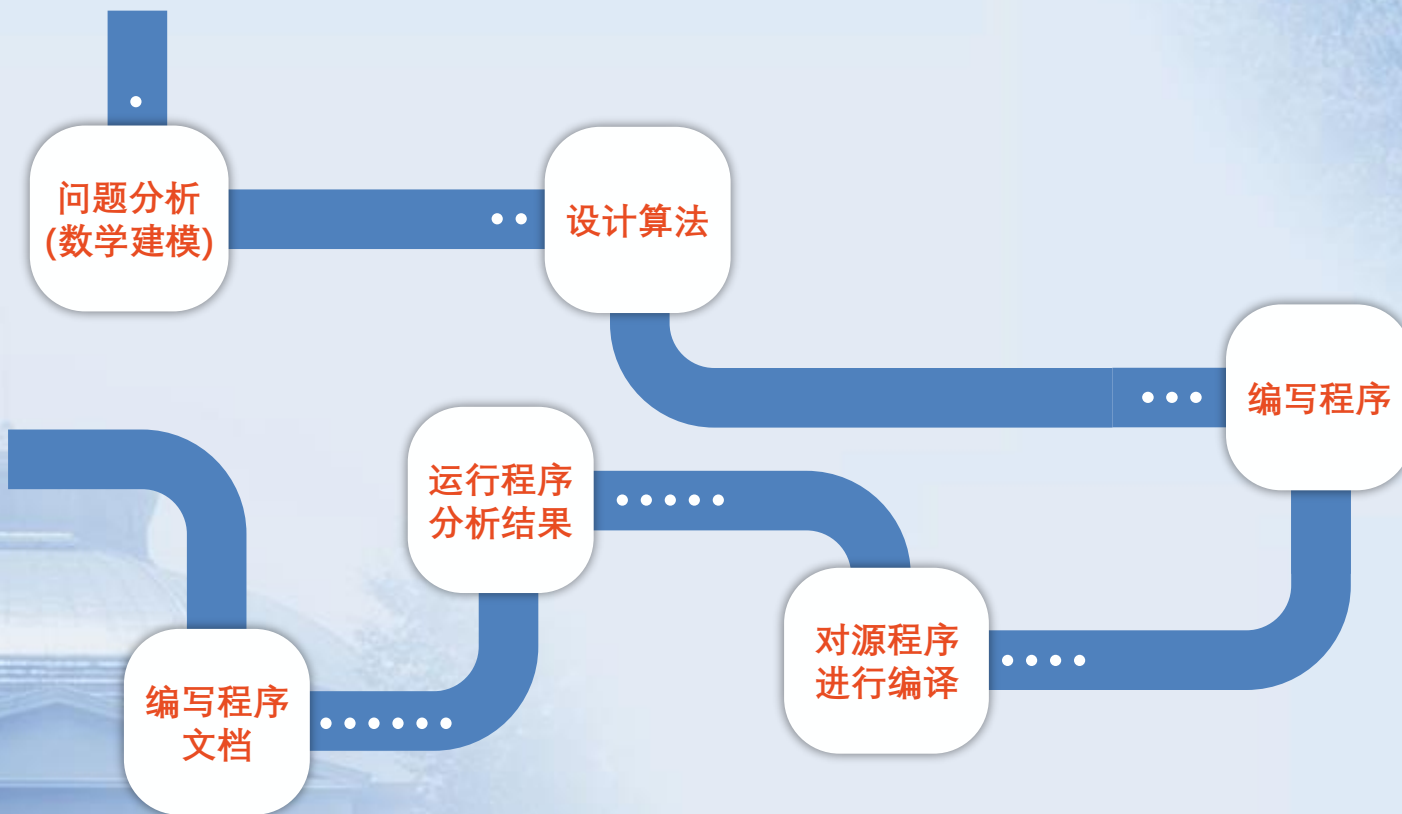 问题分析
(数学建模)
设计算法
编写程序
对源程序
进行编译
运行程序
分析结果
编写程序
文档